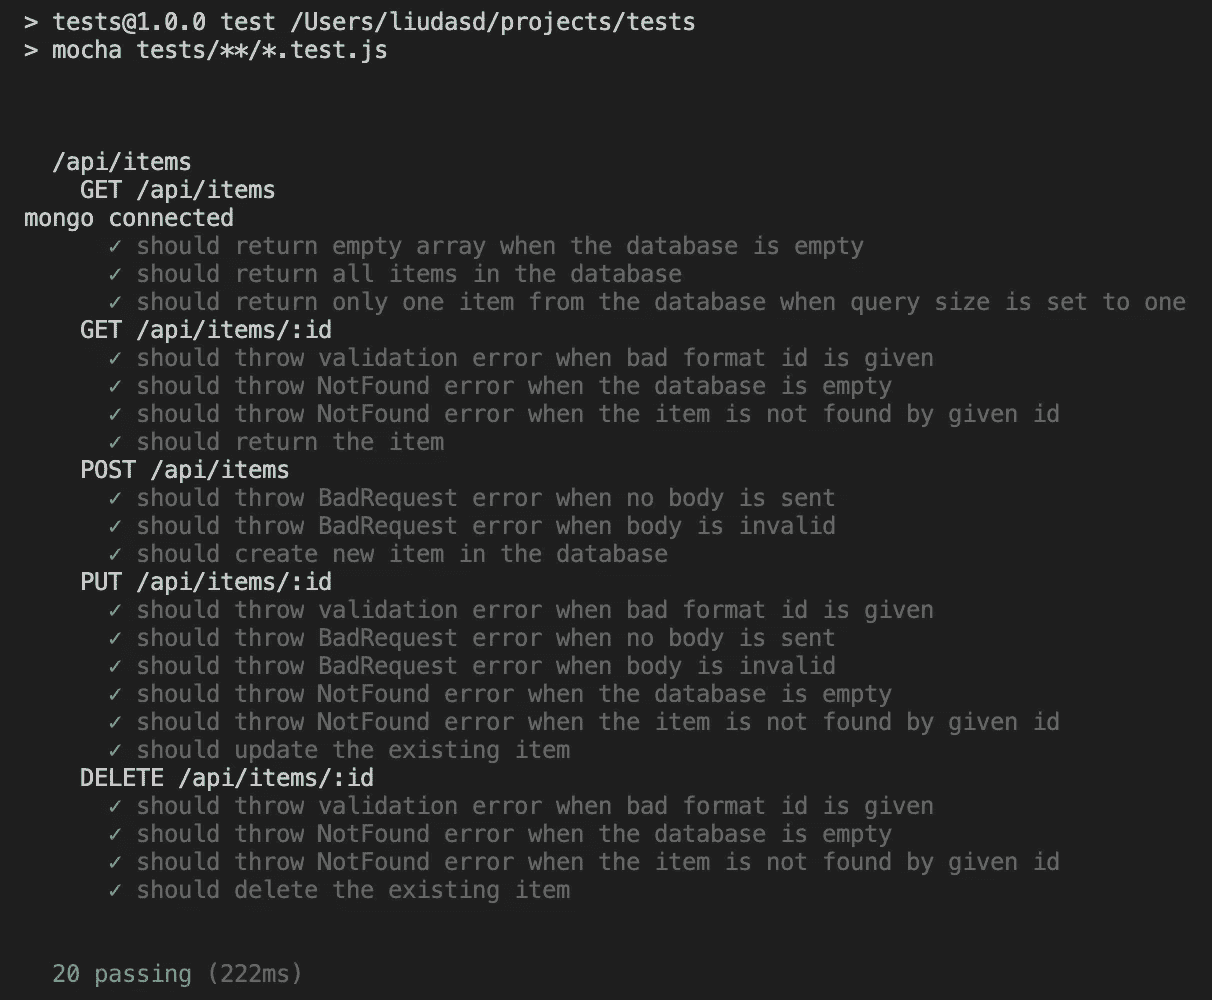 > tests@1.0.0 test /Users/liudasd/projects/tests
> mocha tests/**/*.test.js
/api/items
GET /api/items
mongo connected
✓ should return empty array when the database is empty
✓ should return all items in the database
✓ should return only one item from the database when query size is set to one
GET /api/items/:id
✓ should throw validation error when bad format id is given
✓ should throw NotFound error when the database is empty
✓ should throw NotFound error when the item is not found by given id
✓ should return the item
POST /api/items
✓ should throw BadRequest error when no body is sent
✓ should throw BadRequest error when body is invalid
✓ should create new item in the database
PUT /api/items/:id
✓ should throw validation error when bad format id is given
✓ should throw BadRequest error when no body is sent
✓ should throw BadRequest error when body is invalid
✓ should throw NotFound error when the database is empty
✓ should throw NotFound error when the item is not found by given id
✓ should update the existing item
DELETE /api/items/:id
✓ should throw validation error when bad format id is given
✓ should throw NotFound error when the database is empty
✓ should throw NotFound error when the item is not found by given id
✓ should delete the existing item
20 passing (222ms)